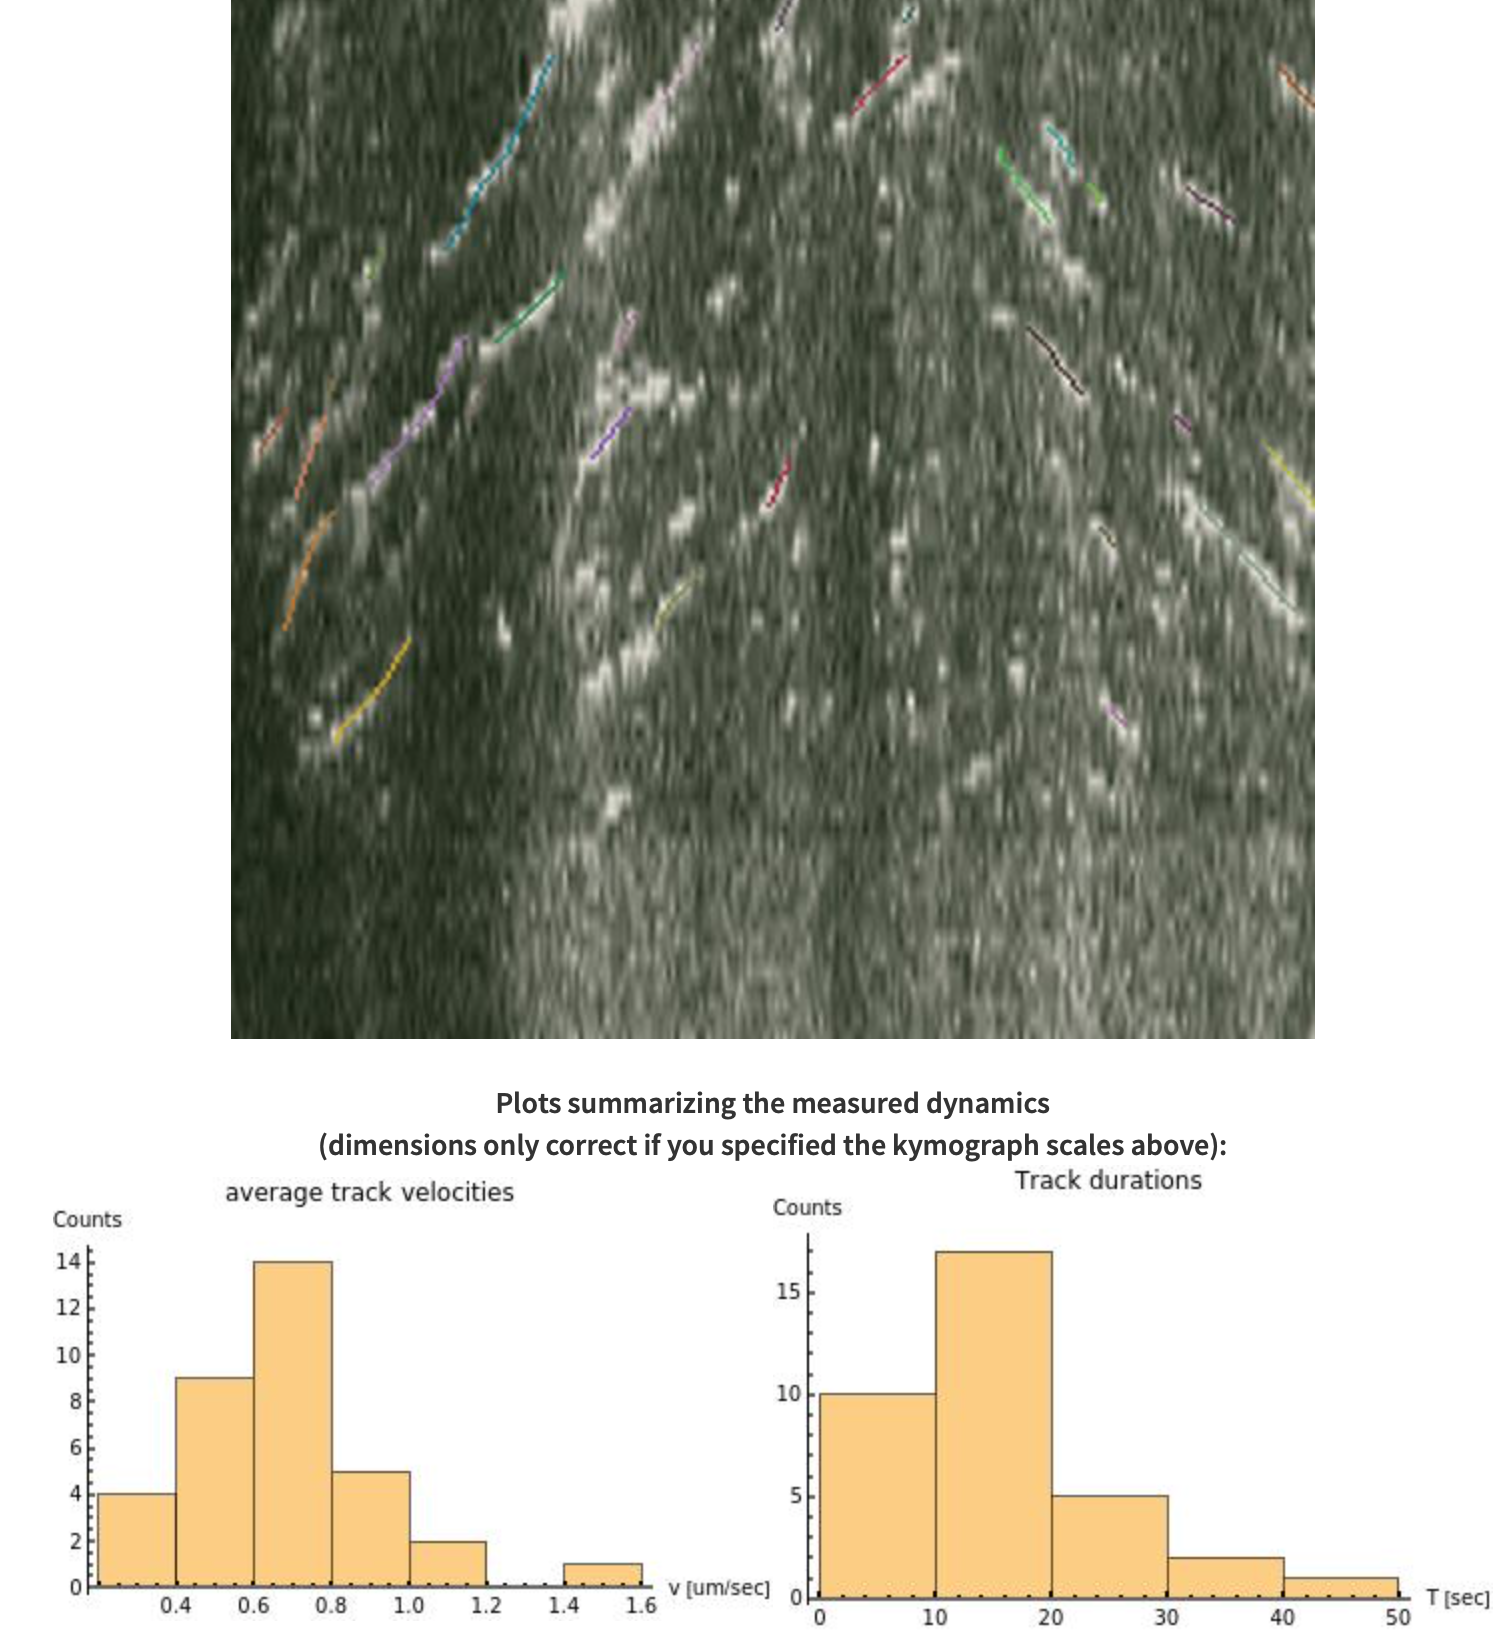 Plots summarizing the measured dynamics
(dimensions only correct if you specified the kymograph scales above):
average track velocities
Counts
14
12
10
8
6
4
2
0
0.4 0.6 0.8 1.0 1.2 1.4 1.6
v [um/sec]
Track durations
Counts
15
10
5
0
0 10 20 30 40 50
T [sec]